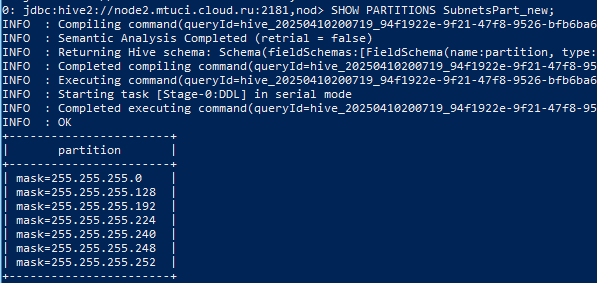 0: jdbc:hive2://node2.mtuci.cloud.ru:2181,nod> SHOW PARTITIONS SubnetsPart_new;
INFO  : Compiling command(queryId=hive_20250410200719_94f1922e-9f21-47f8-9526-bfb6ba6
INFO  : Semantic Analysis Completed (retrial = false)
INFO  : Returning Hive schema: Schema(fieldSchemas:[FieldSchema(name:partition, type:
INFO  : Completed compiling command(queryId=hive_20250410200719_94f1922e-9f21-47f8-95
INFO  : Executing command(queryId=hive_20250410200719_94f1922e-9f21-47f8-9526-bfb6ba6
INFO  : Starting task [Stage-0:DDL] in serial mode
INFO  : Completed executing command(queryId=hive_20250410200719_94f1922e-9f21-47f8-95
INFO  : OK
+-----------------------+
|       partition       |
+-----------------------+
| mask=255.255.255.0    |
| mask=255.255.255.128  |
| mask=255.255.255.192  |
| mask=255.255.255.224  |
| mask=255.255.255.240  |
| mask=255.255.255.248  |
| mask=255.255.255.252  |
+-----------------------+